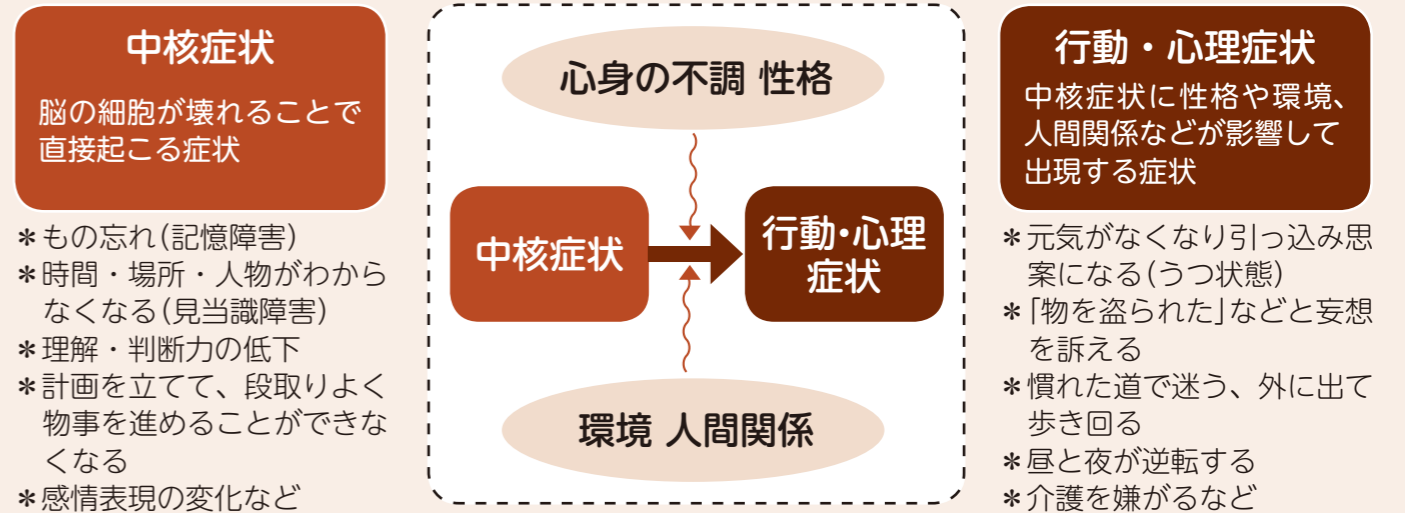 中核症状
脳の細胞が壊れることで
直接起こる症状
＊もの忘れ(記憶障害)
＊時間・場所・人物がわから
なくなる(見当識障害)
＊理解・判断力の低下
＊計画を立てて、段取りよく
物事を進めることができな
くなる
＊感情表現の変化など
心身の不調 性格
中核症状
行動・心理
症状
環境 人間関係
行動・心理症状
中核症状に性格や環境、
人間関係などが影響して
出現する症状
＊元気がなくなり引っ込み思
案になる(うつ状態)
＊「物を盗られた」などと妄想
を訴える
＊慣れた道で迷う、外に出て
歩き回る
＊昼と夜が逆転する
＊介護を嫌がるなど